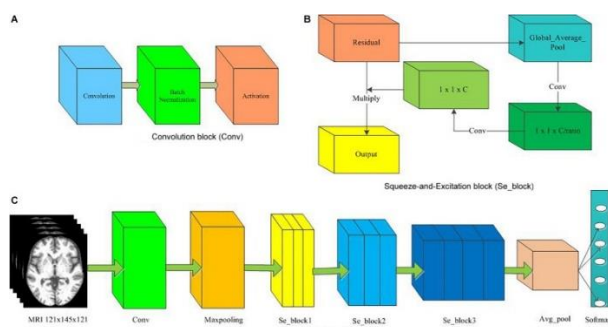 A
Convolution
Batch
Normalization
Activation
Convolution block (Conv)
B
Residual
Global_Average_
Pool
Multiply
1 x 1 x C
Conv
Conv
1 x 1 x C/ratio
Output
Squeeze-and-Excitation block (Se_block)
C
MRI 121x145x121
Conv
Maxpooling
Se_block1
Se_block2
Se_block3
Avg_pool
Softma